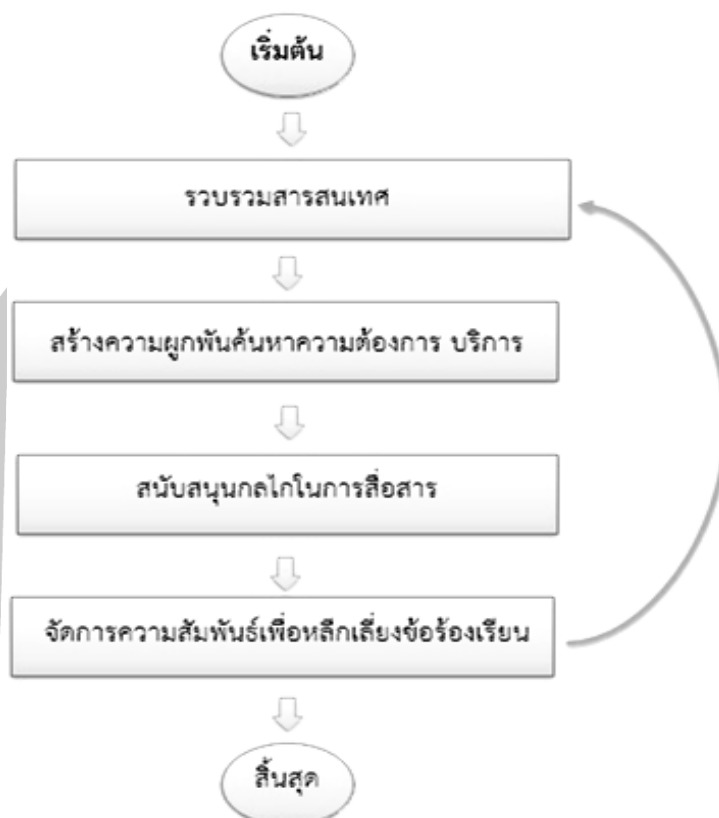 เริ่มต้น
รวบรวมสารสนเทศ
สร้างความผูกพันค้นหาความต้องการ บริการ
สนับสนุนกลไกในการสื่อสาร
จัดการความสัมพันธ์เพื่อหลีกเลี่ยงข้อร้องเรียน
สิ้นสุด